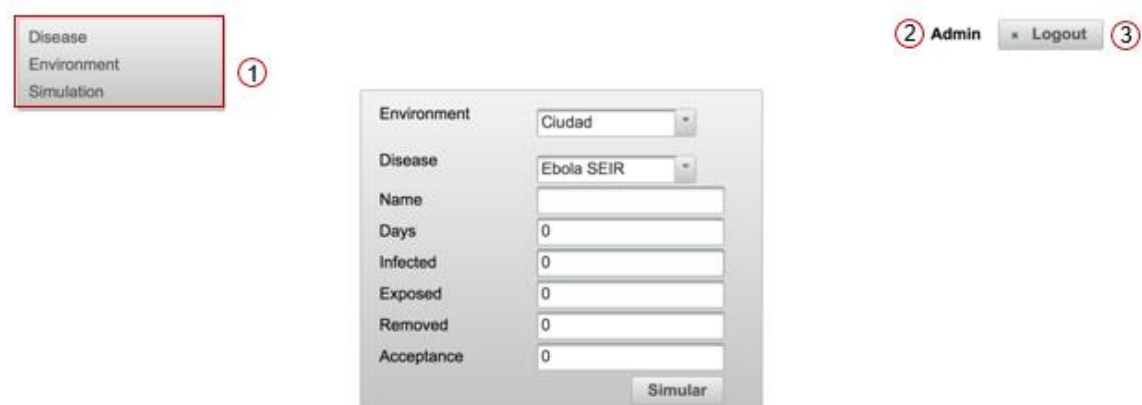 Disease
Environment
Simulation
1
2 Admin Logout 3
Environment Ciudad
Disease Ebola SEIR
Name
Days 0
Infected 0
Exposed 0
Removed 0
Acceptance 0
Simular